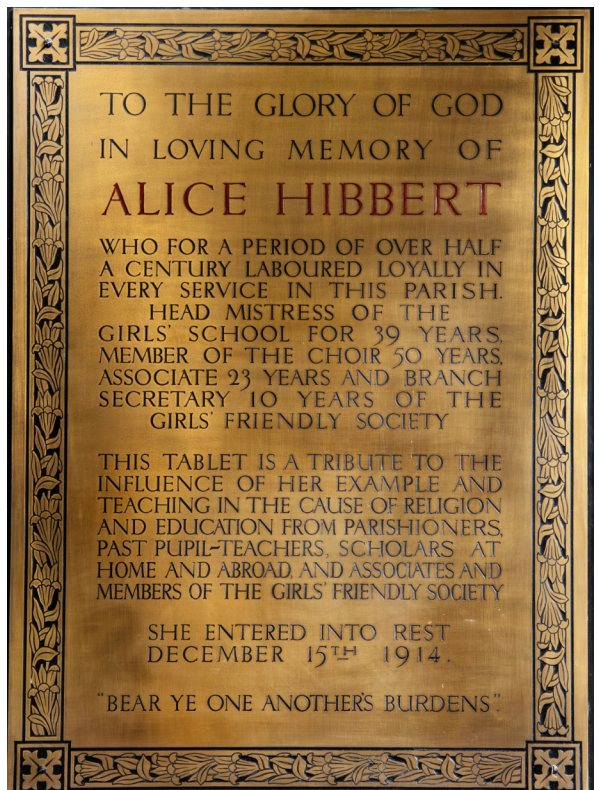 TO THE GLORY OF GOD
IN LOVING MEMORY OF
ALICE HIBBERT
WHO FOR A PERIOD OF OVER HALF
A CENTURY LABOURED LOYALLY IN
EVERY SERVICE IN THIS PARISH.
HEAD MISTRESS OF THE
GIRLS' SCHOOL FOR 39 YEARS,
MEMBER OF THE CHOIR 50 YEARS,
ASSOCIATE 23 YEARS AND BRANCH
SECRETARY 10 YEARS OF THE
GIRLS' FRIENDLY SOCIETY
THIS TABLET IS A TRIBUTE TO THE
INFLUENCE OF HER EXAMPLE AND
TEACHING IN THE CAUSE OF RELIGION
AND EDUCATION FROM PARISHIONERS,
PAST PUPIL-TEACHERS, SCHOLARS AT
HOME AND ABROAD, AND ASSOCIATES AND
MEMBERS OF THE GIRLS' FRIENDLY SOCIETY
SHE ENTERED INTO REST
DECEMBER 15TH 1914.
"BEAR YE ONE ANOTHER'S BURDENS".